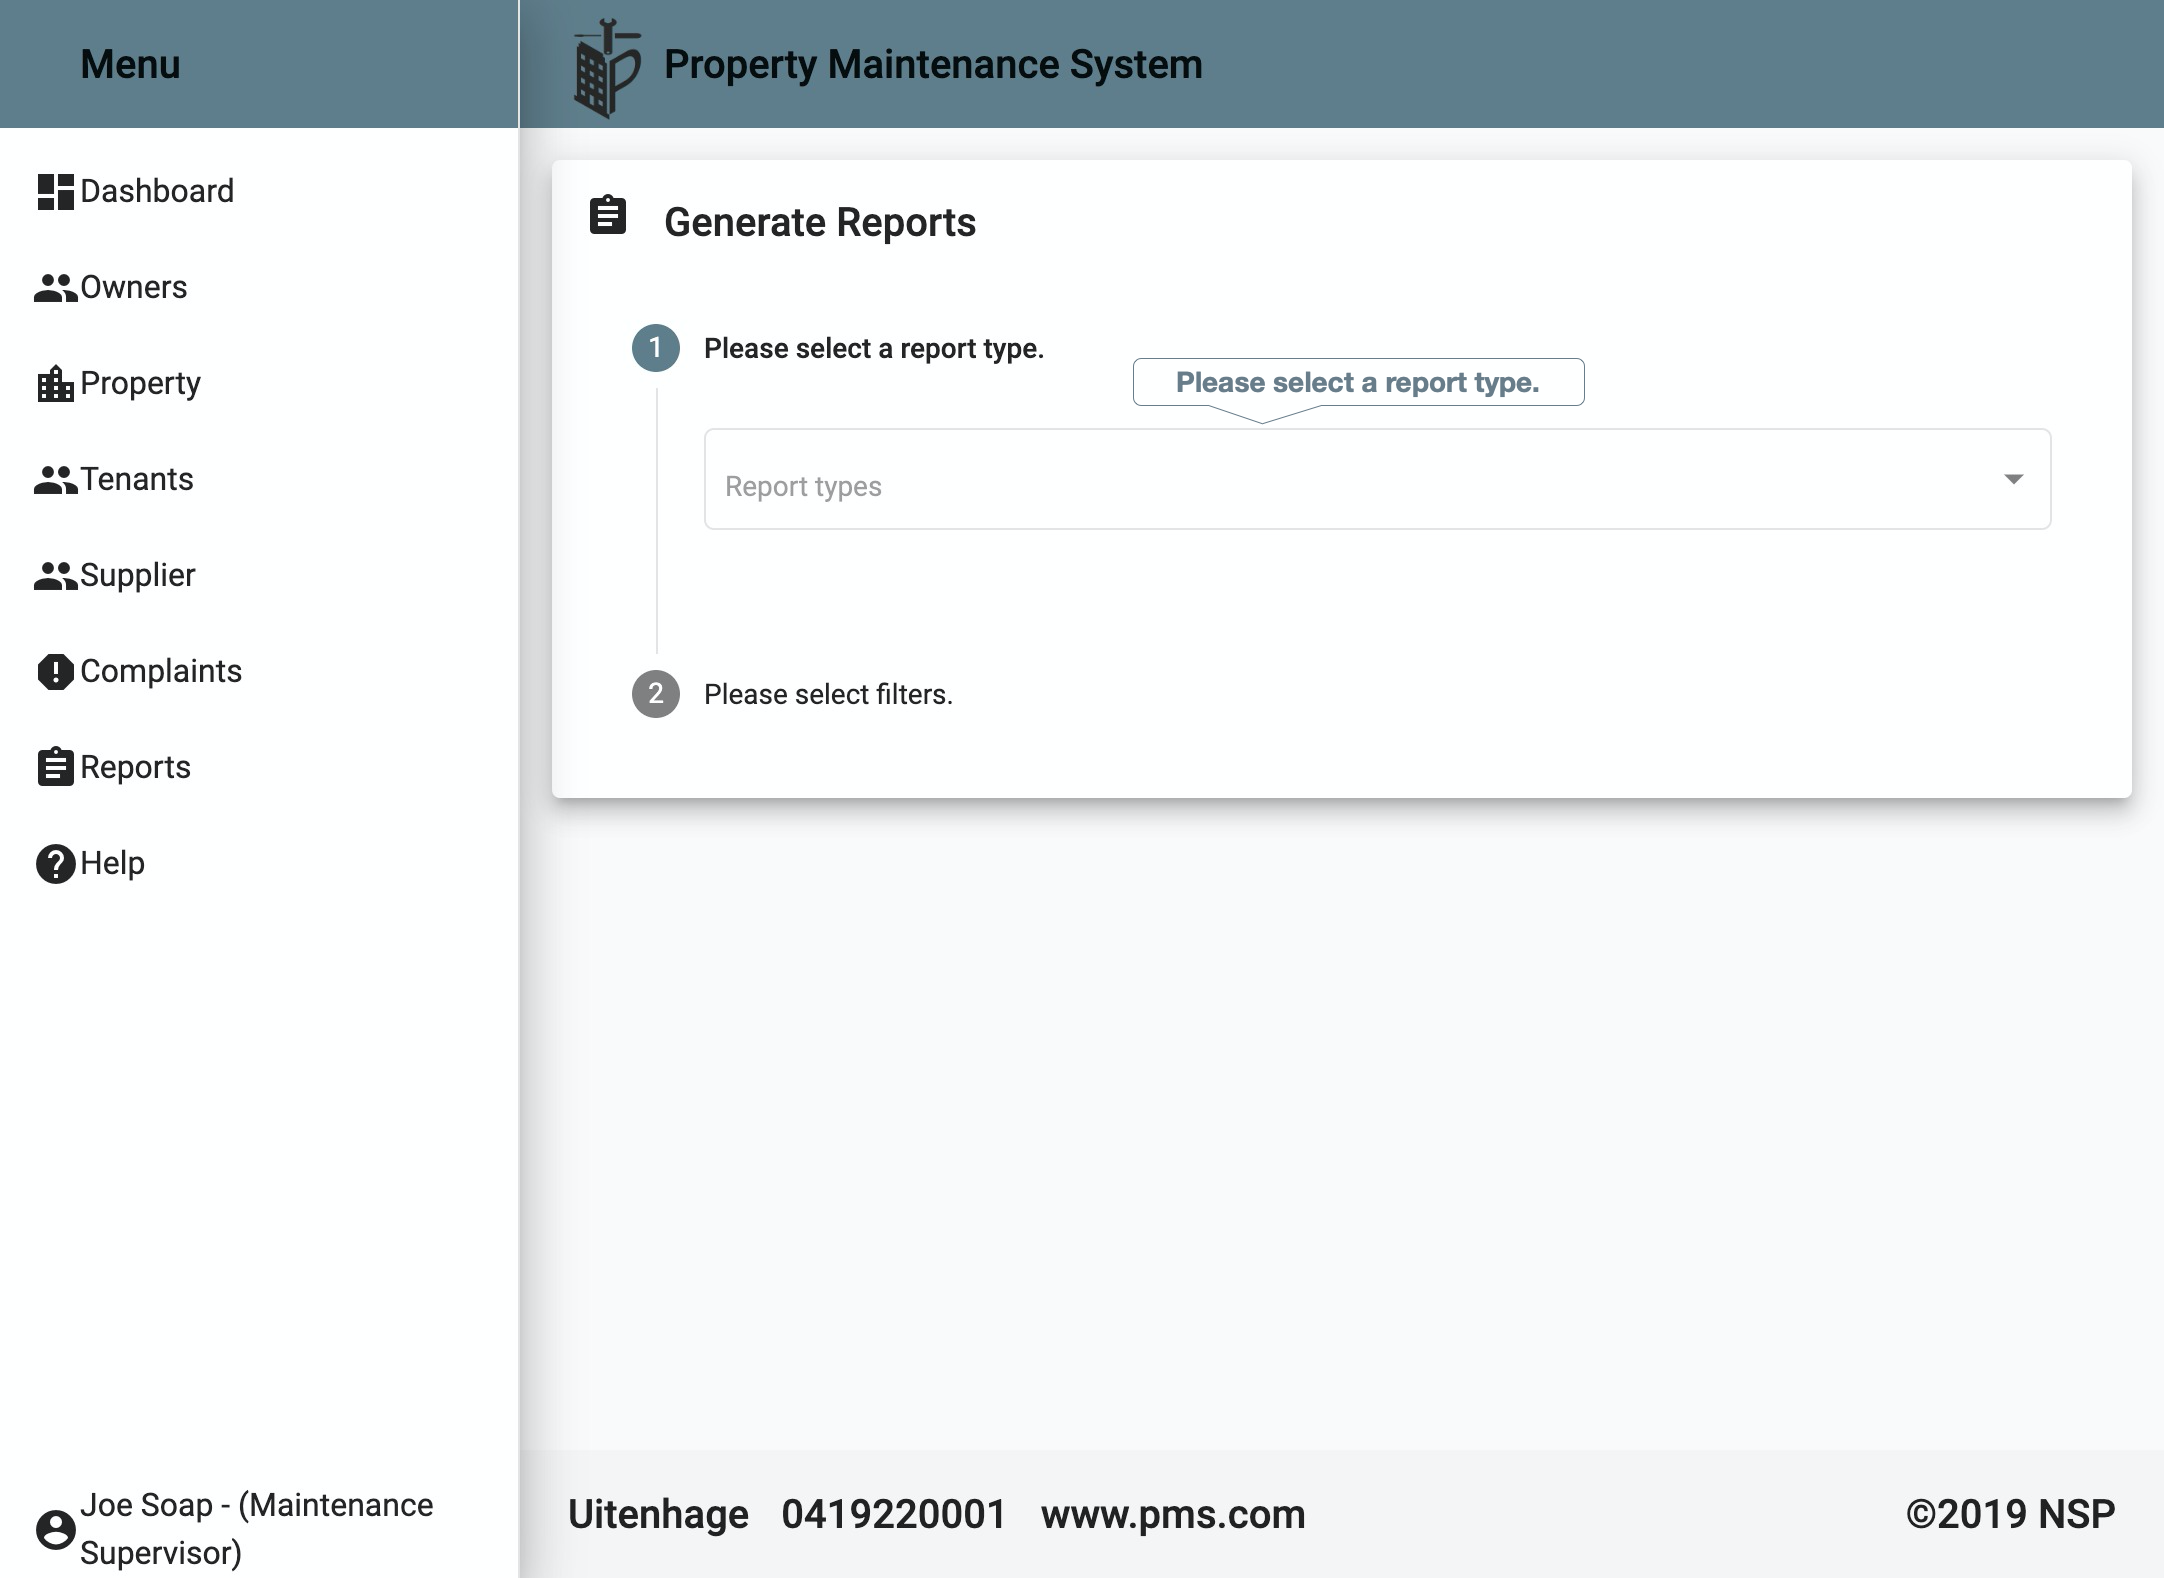 Menu
Property Maintenance System
Dashboard
Owners
Property
Tenants
Supplier
Complaints
Reports
Help
Joe Soap - (Maintenance
Supervisor)
Generate Reports
1 Please select a report type.
Please select a report type.
Report types
2 Please select filters.
Uitenhage 0419220001 www.pms.com ©2019 NSP